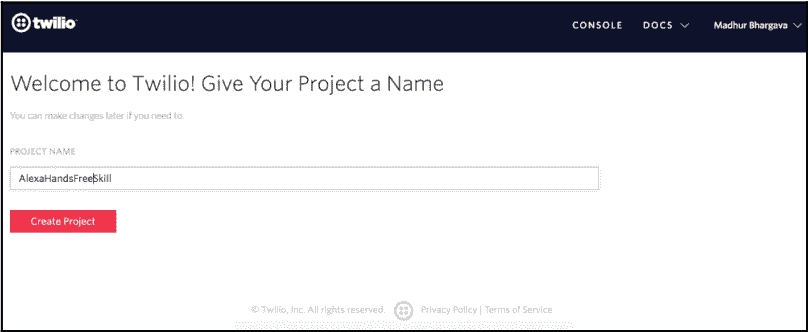 twilio
CONSOLE DOCS Madhur Bhargava
Welcome to Twilio! Give Your Project a Name
You can make changes later if you need to.
PROJECT NAME
AlexaHandsFreeSkill
Create Project
© Twilio, Inc. All rights reserved. Privacy Policy | Terms of Service